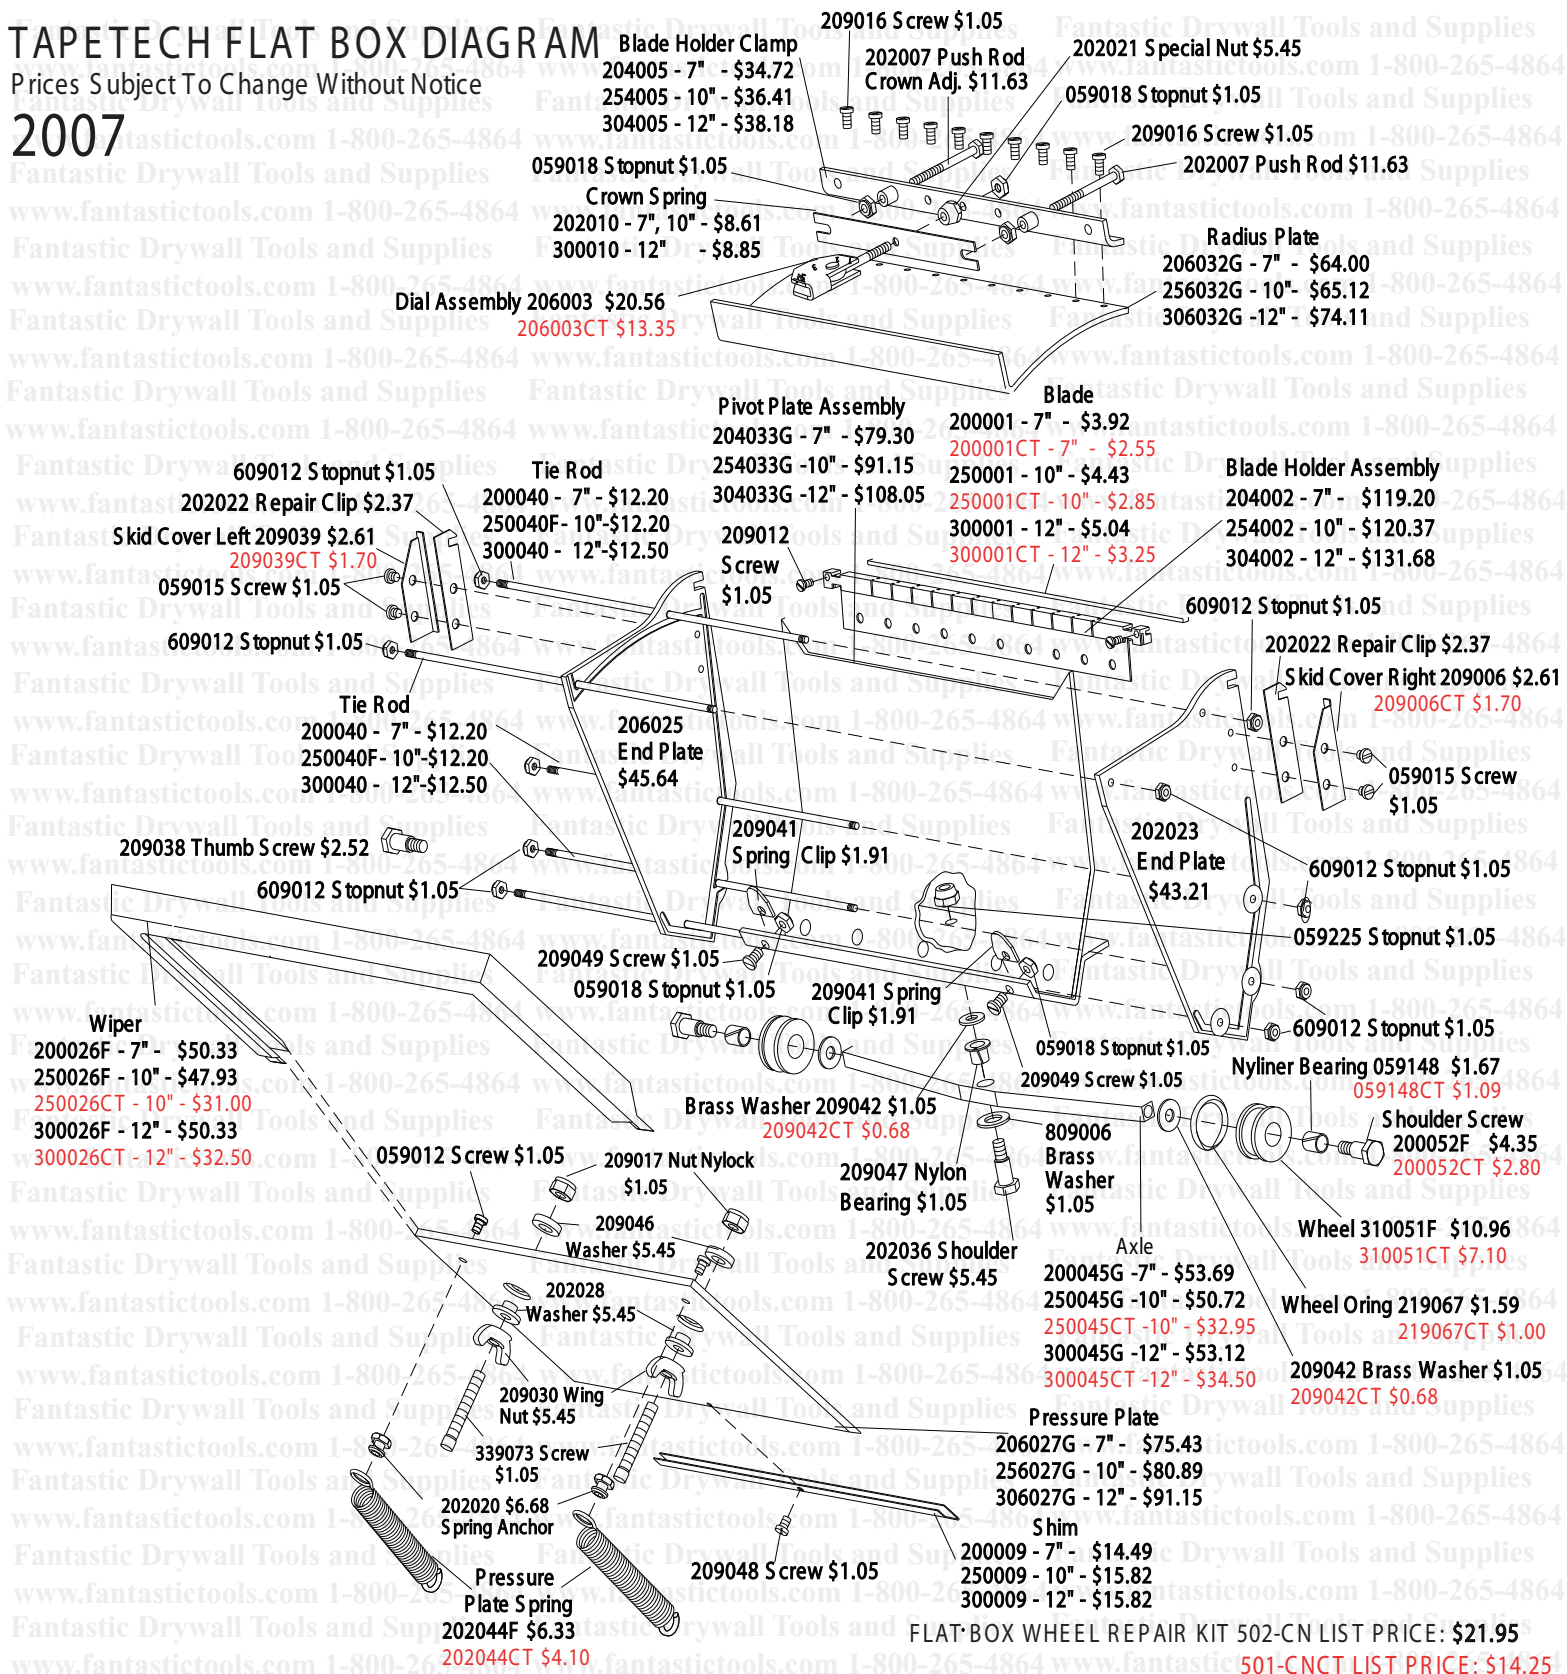 TAPETECH FLAT BOX DIAGRAM
Prices Subject To Change Without Notice
2007
209016 Screw $1.05
Blade Holder Clamp
204005 - 7" - $34.72
254005 - 10" - $36.41
304005 - 12" - $38.18
202007 Push Rod
Crown Adj. $11.63
202021 Special Nut $5.45
059018 Stopnut $1.05
209016 Screw $1.05
202007 Push Rod $11.63
059018 Stopnut $1.05
Crown Spring
202010 - 7", 10" - $8.61
300010 - 12" - $8.85
Radius Plate
206032G - 7" - $64.00
256032G - 10"- $65.12
306032G -12" - $74.11
Dial Assembly 206003 $20.56
206003CT $13.35
Pivot Plate Assembly
204033G - 7" - $79.30
254033G -10" - $91.15
304033G -12" - $108.05
Blade
200001 - 7" - $3.92
200001CT - 7" - $2.55
250001 - 10" - $4.43
250001CT - 10" - $2.85
300001 - 12" - $5.04
300001CT - 12" - $3.25
Blade Holder Assembly
204002 - 7" - $119.20
254002 - 10" - $120.37
304002 - 12" - $131.68
609012 Stopnut $1.05
202022 Repair Clip $2.37
Skid Cover Left 209039 $2.61
209039CT $1.70
059015 Screw $1.05
609012 Stopnut $1.05
Tie Rod
200040 - 7" - $12.20
250040F- 10"-$12.20
300040 - 12"-$12.50
209012
Screw
$1.05
609012 Stopnut $1.05
202022 Repair Clip $2.37
Skid Cover Right 209006 $2.61
209006CT $1.70
Tie Rod
200040 - 7" - $12.20
250040F- 10"-$12.20
300040 - 12"-$12.50
206025
End Plate
$45.64
059015 Screw
$1.05
209038 Thumb Screw $2.52
609012 Stopnut $1.05
209041
Spring Clip $1.91
202023
End Plate
$43.21
609012 Stopnut $1.05
059225 Stopnut $1.05
209049 Screw $1.05
059018 Stopnut $1.05
209041 Spring
Clip $1.91
609012 Stopnut $1.05
059018 Stopnut $1.05
209049 Screw $1.05
Wiper
200026F - 7" - $50.33
250026F - 10" - $47.93
250026CT - 10" - $31.00
300026F - 12" - $50.33
300026CT - 12" - $32.50
Nyliner Bearing 059148 $1.67
059148CT $1.09
Brass Washer 209042 $1.05
209042CT $0.68
Shoulder Screw
200052F $4.35
200052CT $2.80
059012 Screw $1.05
209017 Nut Nylock
$1.05
209047 Nylon
Bearing $1.05
809006
Brass
Washer
$1.05
209046
Washer $5.45
202036 Shoulder
Screw $5.45
Wheel 310051F $10.96
310051CT $7.10
Axle
200045G -7" - $53.69
250045G -10" - $50.72
250045CT -10" - $32.95
300045G -12" - $53.12
300045CT -12" - $34.50
202028
Washer $5.45
Wheel Oring 219067 $1.59
219067CT $1.00
209042 Brass Washer $1.05
209042CT $0.68
209030 Wing
Nut $5.45
Pressure Plate
206027G - 7" - $75.43
256027G - 10" - $80.89
306027G - 12" - $91.15
339073 Screw
$1.05
202020 $6.68
Spring Anchor
Shim
200009 - 7" - $14.49
250009 - 10" - $15.82
300009 - 12" - $15.82
209048 Screw $1.05
Pressure
Plate Spring
202044F $6.33
202044CT $4.10
FLAT BOX WHEEL REPAIR KIT 502-CN LIST PRICE: $21.95
501-CNCT LIST PRICE: $14.25
Fantastic Drywall Tools and Supplies
www.fantastictools.com 1-800-265-4864